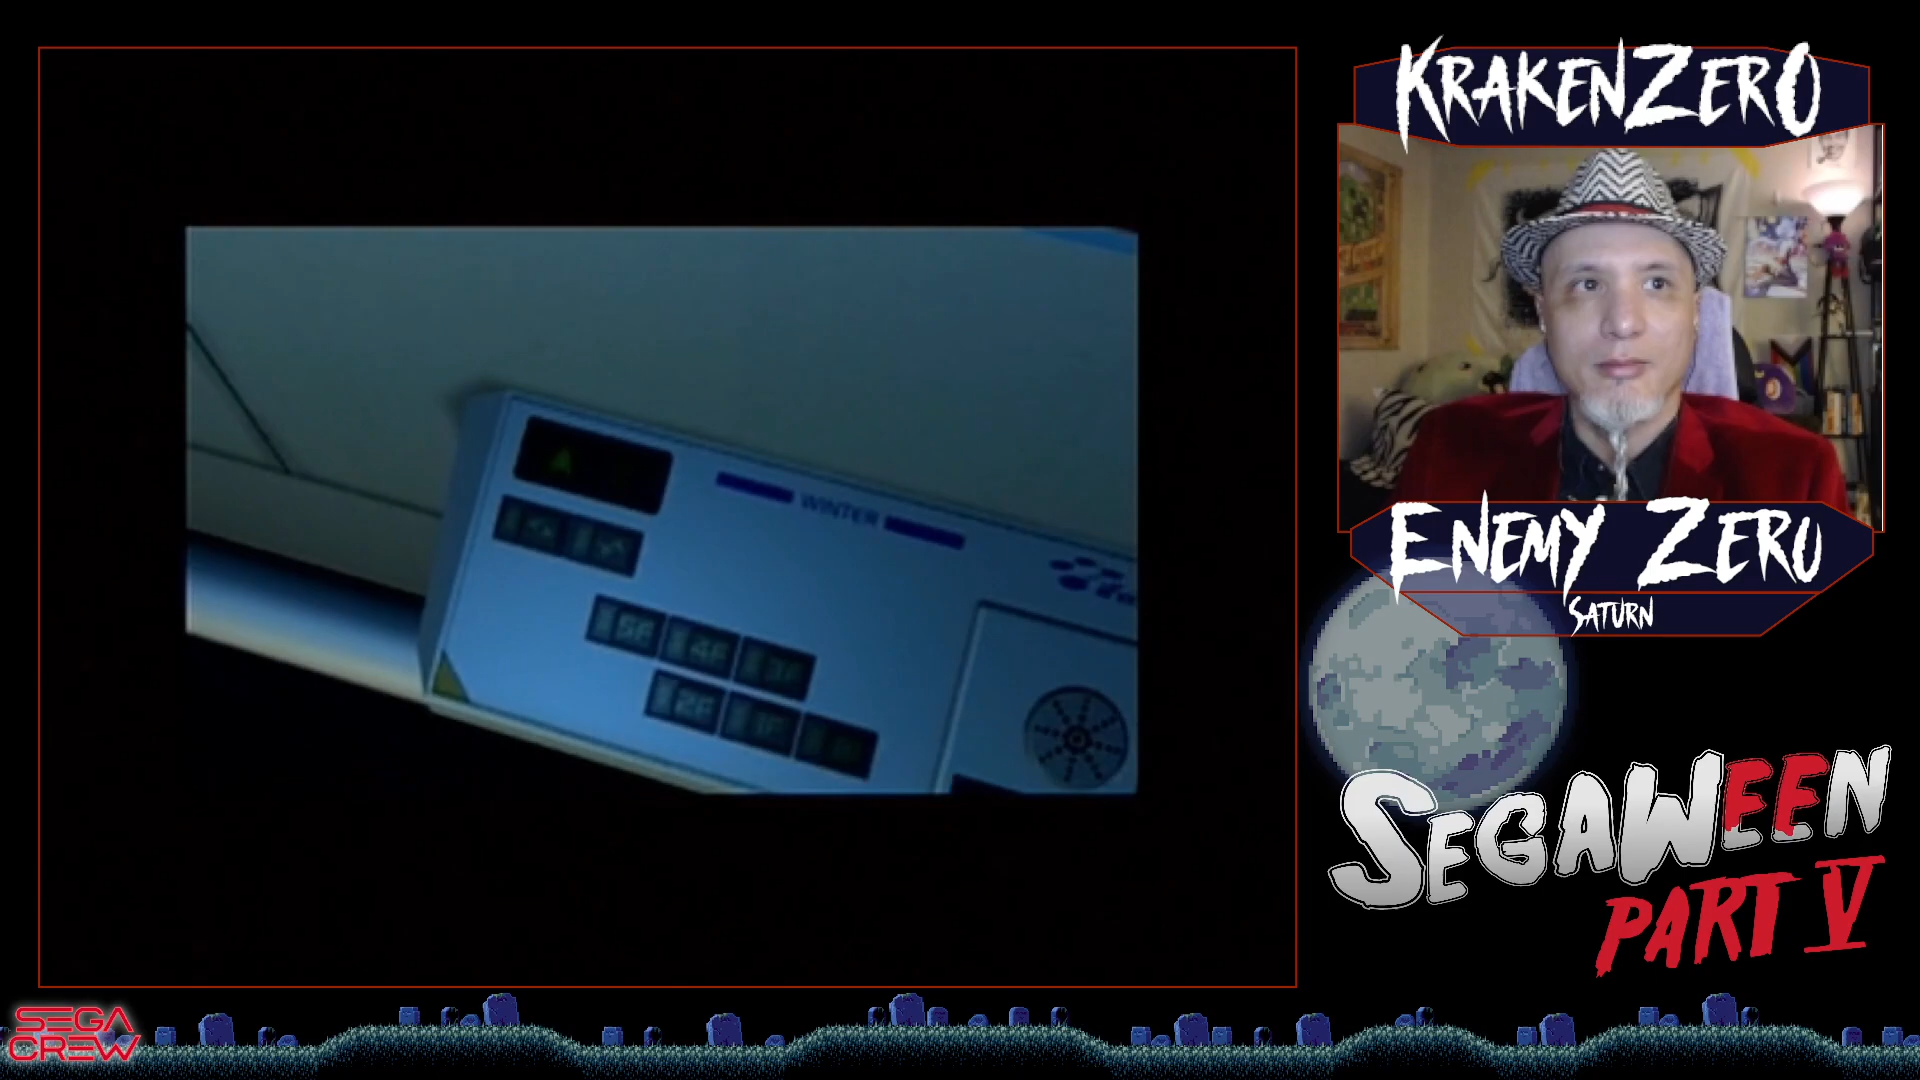 KRAKENZERO
WINTER
5F 4F 3F
2F 1F
ENEMY ZERO
SATURN
SEGAWEEN
PART V
SEGA
CREW